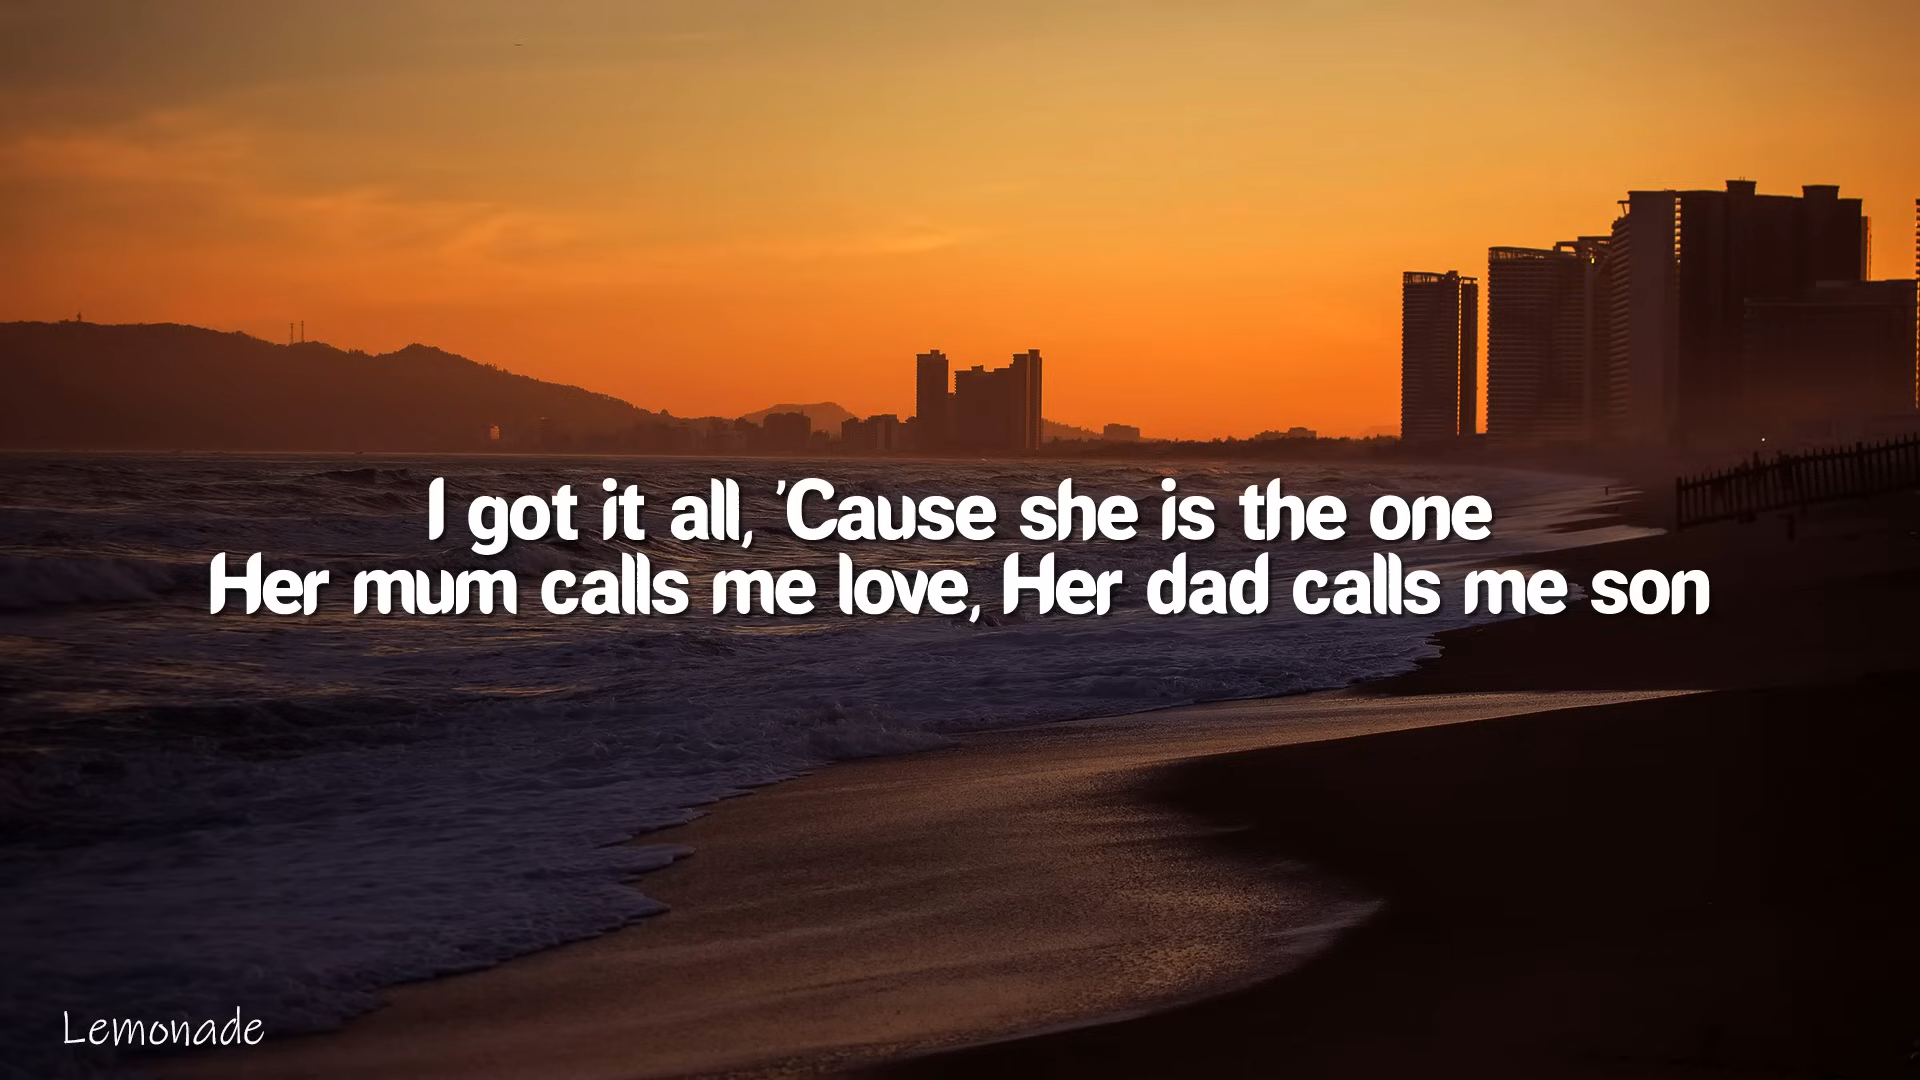 I got it all, 'Cause she is the one
Her mum calls me love, Her dad calls me son
Lemonade